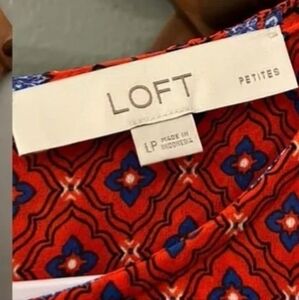 LOFT
PETITES
LP
MADE IN
INDONESIA